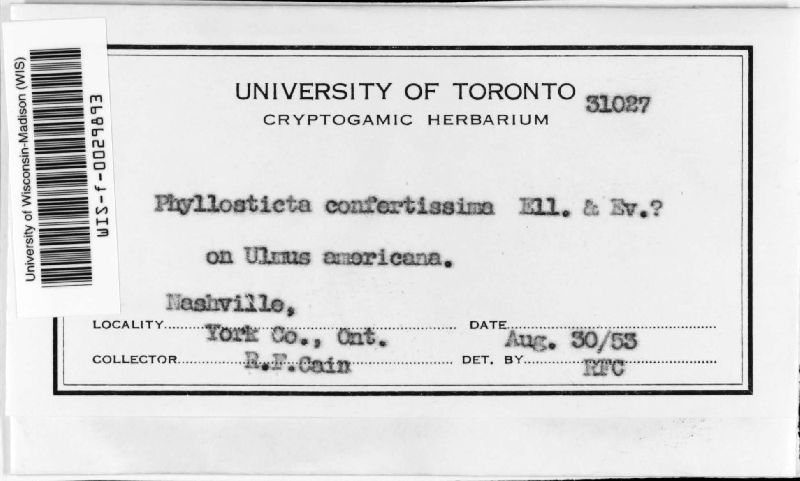 University of Wisconsin-Madison (WIS)
WIS-f-0029893
UNIVERSITY OF TORONTO 31027
CRYPTOGAMIC HERBARIUM
Phyllosticta confertissima Ell. & Ev.?
on Ulmus americana.
Nashville,
LOCALITY York Co., Ont. DATE Aug. 30/53
COLLECTOR R.F.Cain DET. BY RFC